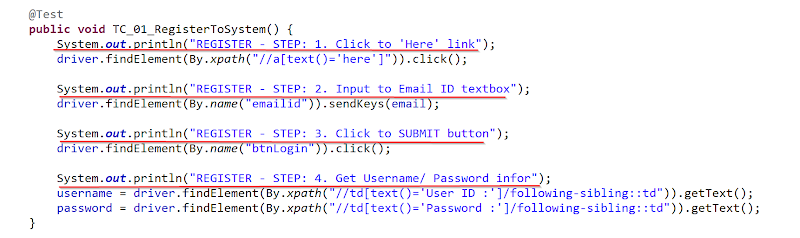 @Test
public void TC_01_RegisterToSystem() {
System.out.println("REGISTER - STEP: 1. Click to 'Here' link");
driver.findElement(By.xpath("//a[text()='here']")).click();
System.out.println("REGISTER - STEP: 2. Input to Email ID textbox");
driver.findElement(By.name("emailid")).sendKeys(email);
System.out.println("REGISTER - STEP: 3. Click to SUBMIT button");
driver.findElement(By.name("btnLogin")).click();
System.out.println("REGISTER - STEP: 4. Get Username/ Password infor");
username = driver.findElement(By.xpath("//td[text()='User ID :']/following-sibling::td")).getText();
password = driver.findElement(By.xpath("//td[text()='Password :']/following-sibling::td")).getText();
}